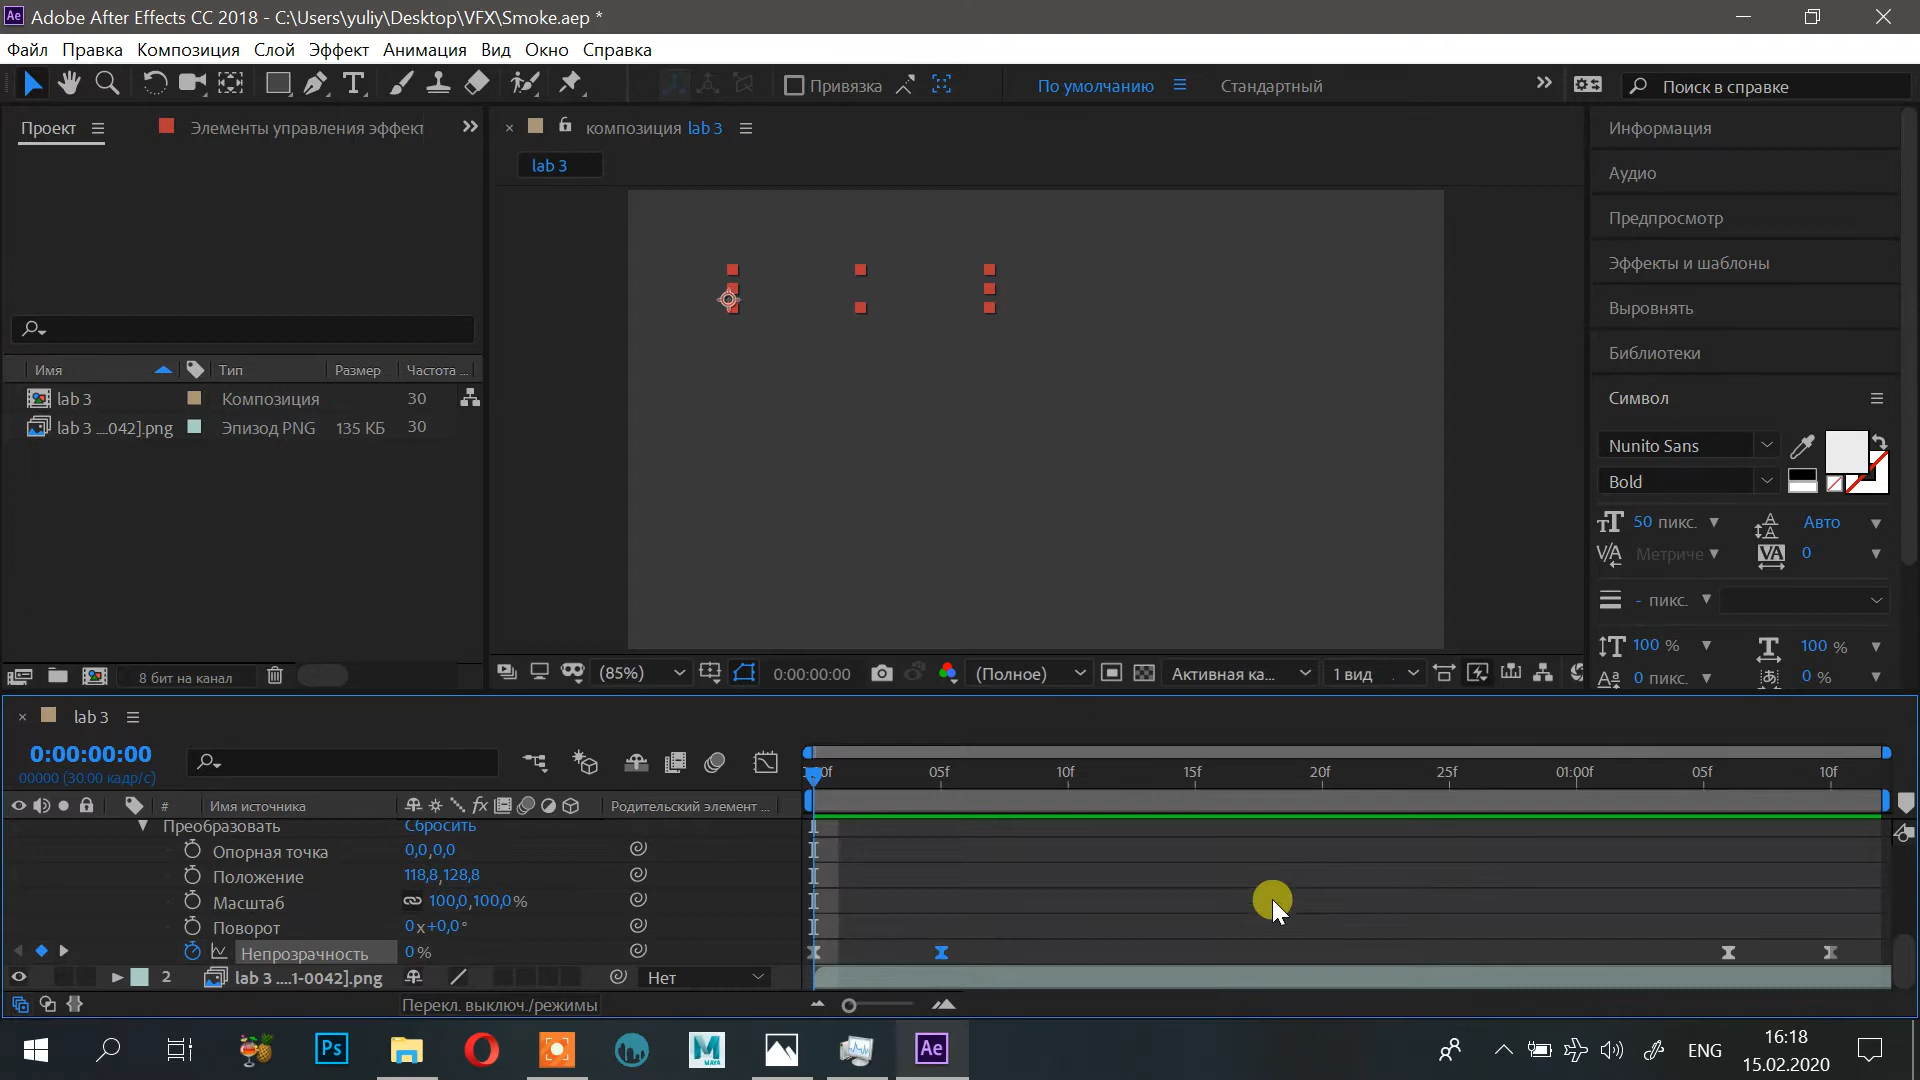 Adobe After Effects CC 2018 - C:\Users\yuliy\Desktop\VFX\Smoke.aep *
Файл Правка Композиция Слой Эффект Анимация Вид Окно Справка
Привязка По умолчанию Стандартный Поиск в справке
Проект Элементы управления эффект
композиция lab 3
lab 3
Имя Тип Размер Частота ...
lab 3 Композиция 30
lab 3 ...042].png Эпизод PNG 135 КБ 30
8 бит на канал
(85%) 0:00:00:00 (Полное) Активная ка... 1 вид
Информация
Аудио
Предпросмотр
Эффекты и шаблоны
Выровнять
Библиотеки
Символ
Nunito Sans
Bold
50 пикс. Авто
Метриче 0
- пикс.
100 % 100 %
0 пикс. 0 %
lab 3
0:00:00:00
00000 (30.00 кадр/с)
05f 10f 15f 20f 25f 01:00f 05f 10f
# Имя источника Родительский элемент ...
Преобразовать Сбросить
Опорная точка 0,0,0,0
Положение 118,8,128,8
Масштаб 100,0,100,0%
Поворот 0x+0,0°
Непрозрачность 0 %
2 lab 3 ....1-0042].png Нет
Перекл. выключ./режимы
Ps
M
MAYA
Ae
ENG
16:18
15.02.2020